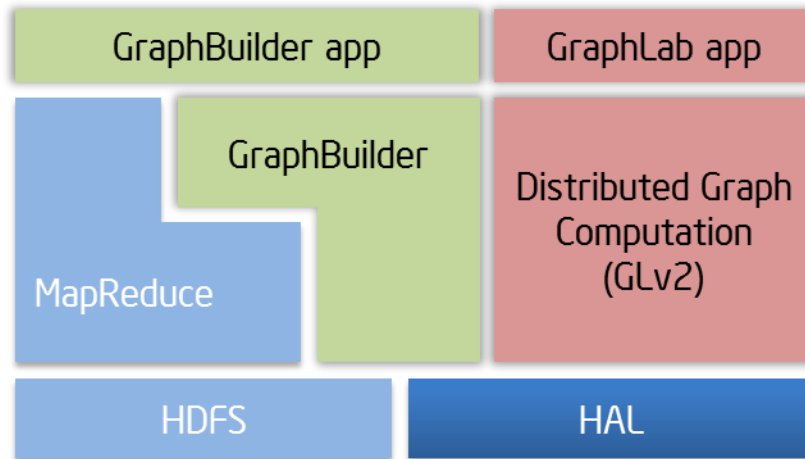 GraphBuilder app
GraphLab app
GraphBuilder
Distributed Graph
Computation
(GLv2)
MapReduce
HDFS
HAL